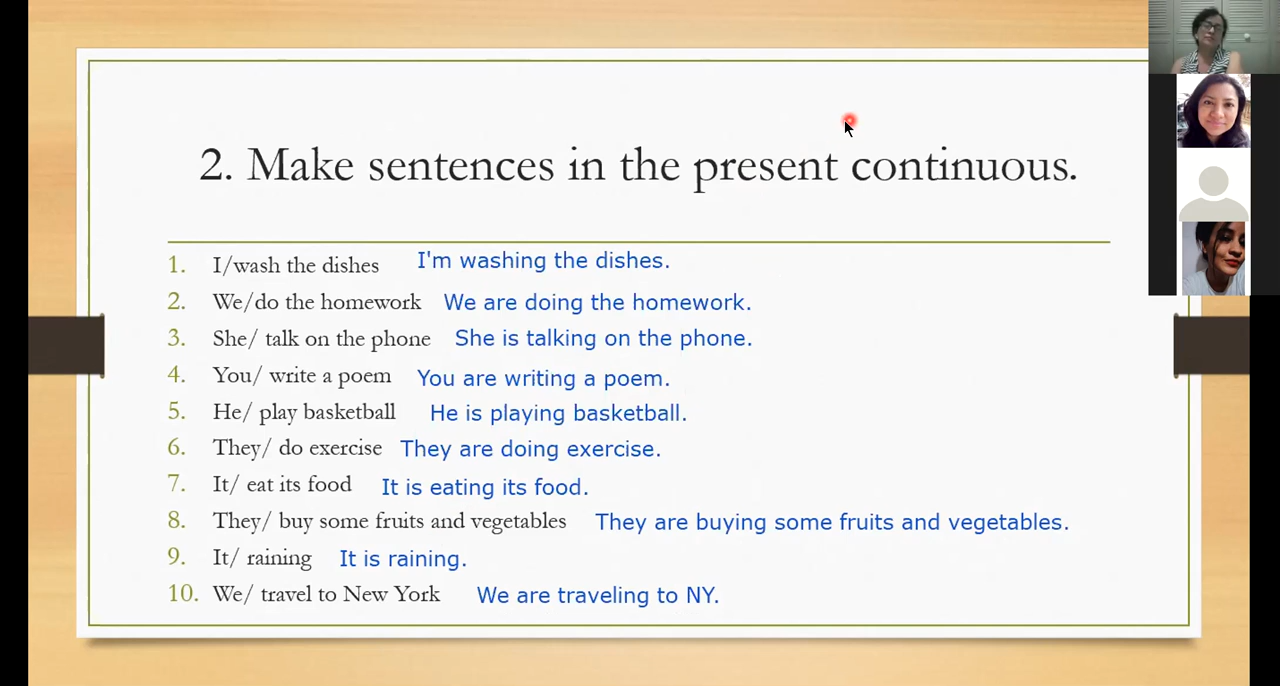 2. Make sentences in the present continuous.
1. I/wash the dishes I'm washing the dishes.
2. We/do the homework We are doing the homework.
3. She/ talk on the phone She is talking on the phone.
4. You/ write a poem You are writing a poem.
5. He/ play basketball He is playing basketball.
6. They/ do exercise They are doing exercise.
7. It/ eat its food It is eating its food.
8. They/ buy some fruits and vegetables They are buying some fruits and vegetables.
9. It/ raining It is raining.
10. We/ travel to New York We are traveling to NY.